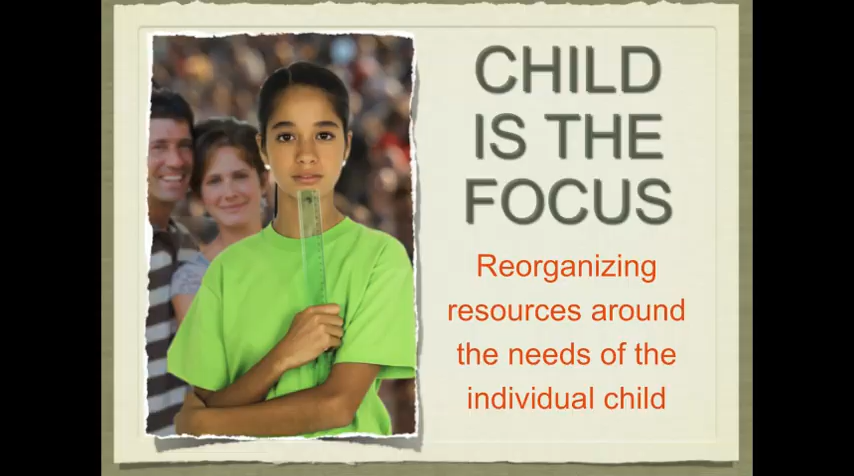 CHILD
IS THE
FOCUS
Reorganizing
resources around
the needs of the
individual child